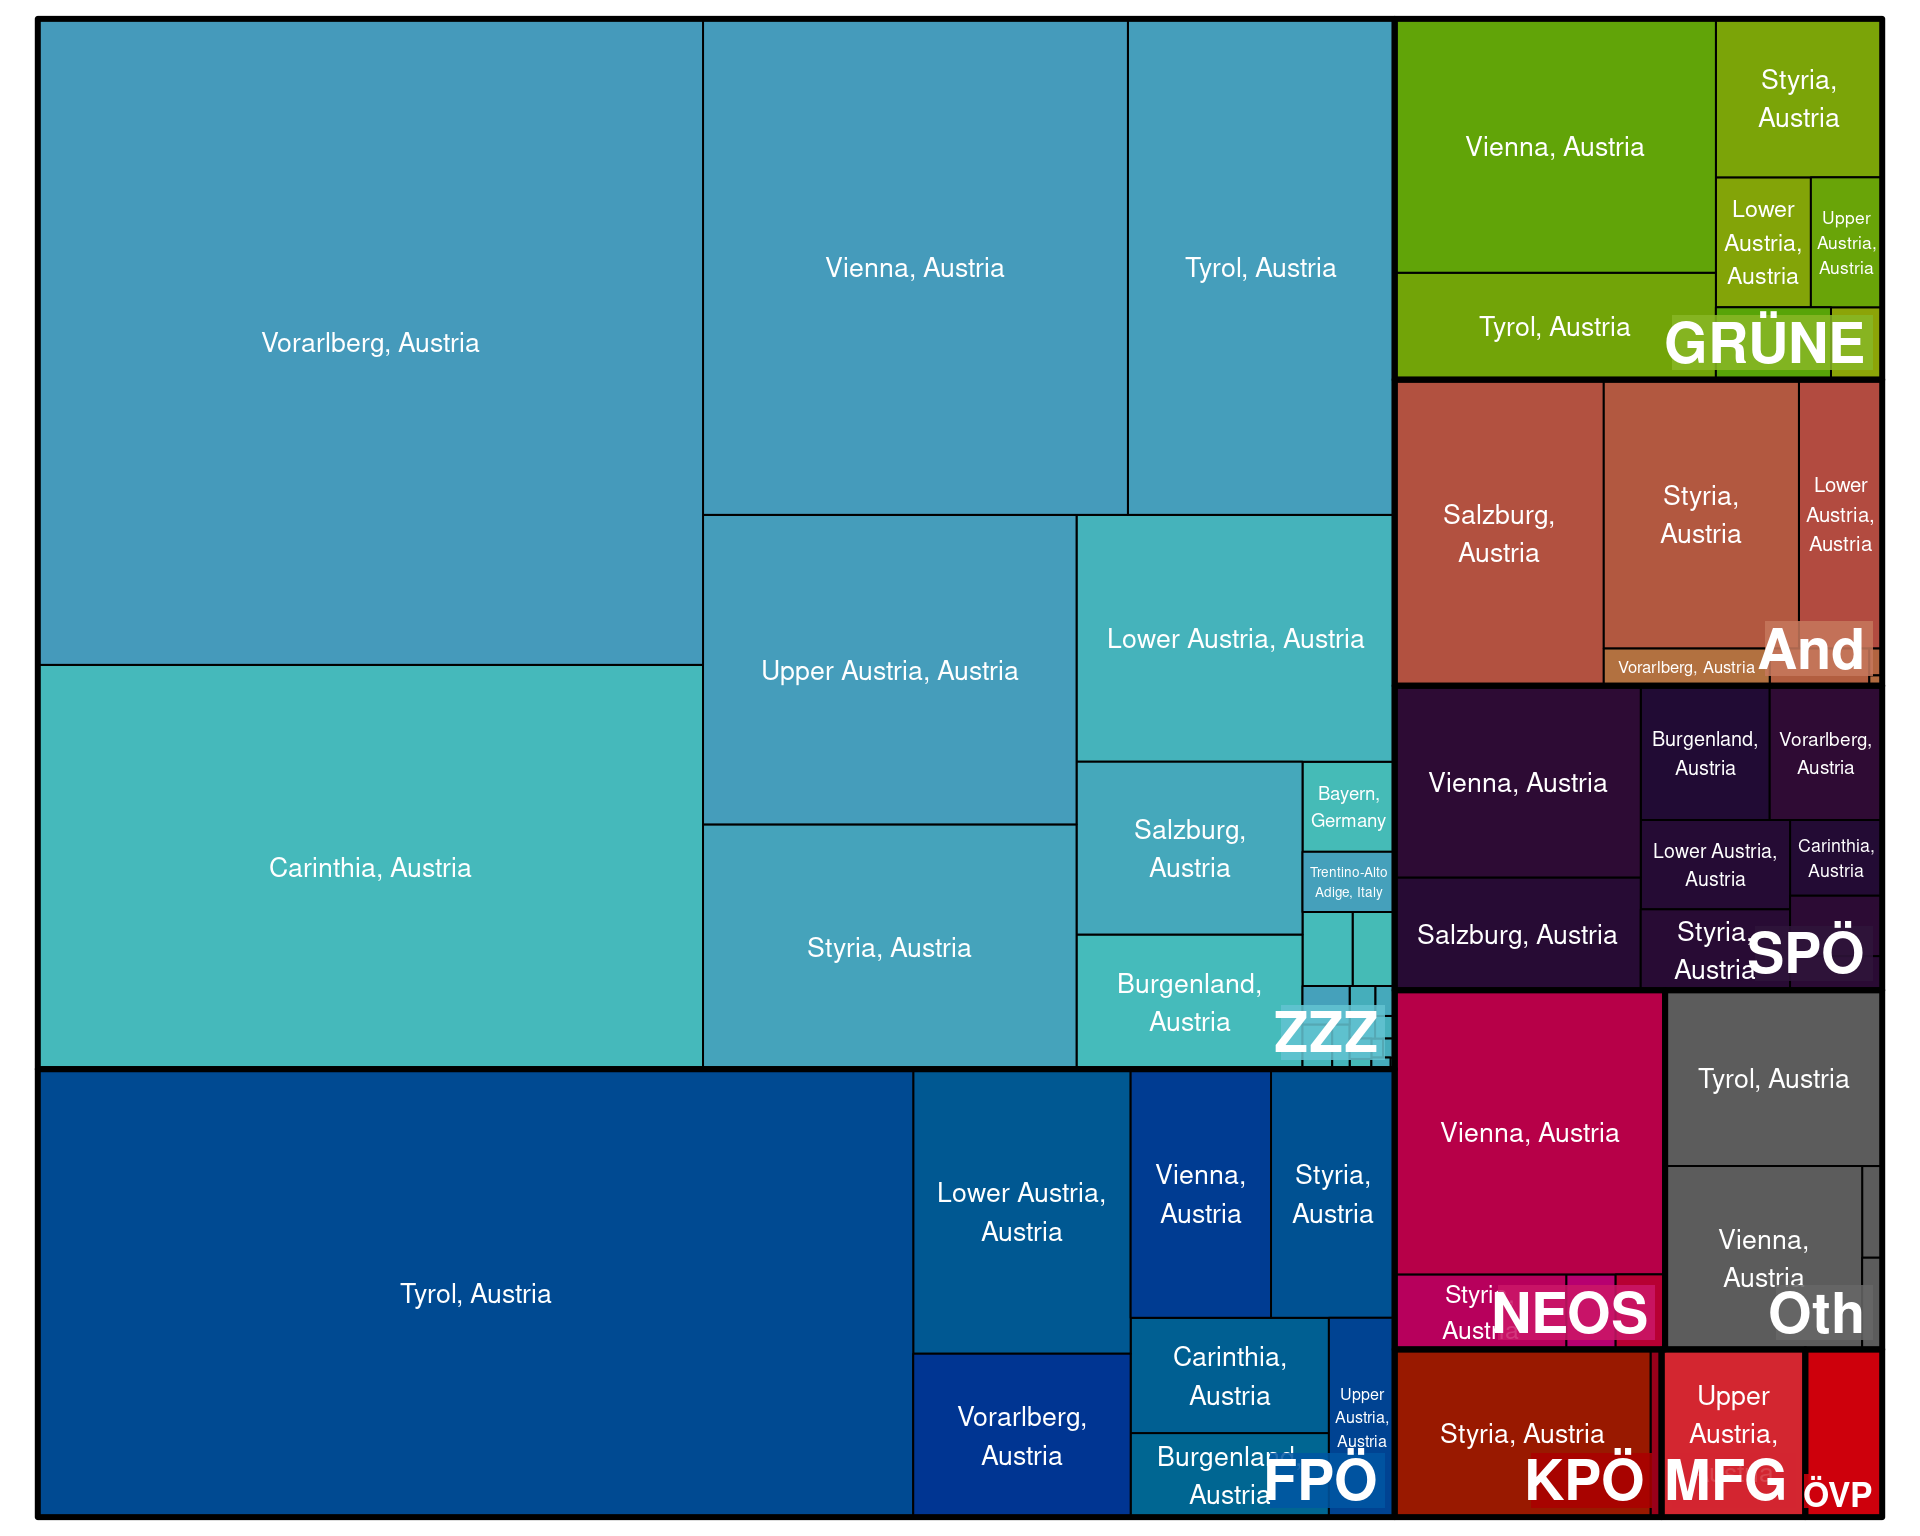 Vorarlberg, Austria
Vienna, Austria
Tyrol, Austria
Upper Austria, Austria
Lower Austria, Austria
Carinthia, Austria
Styria, Austria
Salzburg,
Austria
Bayern,
Germany
Trentino-Alto
Adige, Italy
Burgenland,
Austria
ZZZ
Tyrol, Austria
Lower Austria,
Austria
Vienna,
Austria
Styria,
Austria
Vorarlberg,
Austria
Carinthia,
Austria
Upper
Austria,
Austria
Burgenland
Austria
FPÖ
Vienna, Austria
Styria,
Austria
Lower
Austria,
Austria
Upper
Austria,
Austria
Tyrol, Austria
GRÜNE
Salzburg,
Austria
Styria,
Austria
Lower
Austria,
Austria
Vorarlberg, Austria
And
Vienna, Austria
Burgenland,
Austria
Vorarlberg,
Austria
Lower Austria,
Austria
Carinthia,
Austria
Salzburg, Austria
Styria,
Austria
SPÖ
Vienna, Austria
Styria
Austria
NEOS
Tyrol, Austria
Vienna,
Austria
Oth
Styria, Austria
KPÖ
Upper
Austria,
Austria
MFG
ÖVP